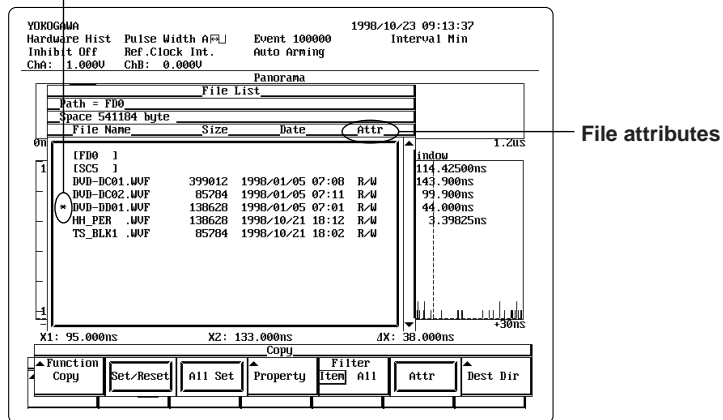 YOKOGAWA 1998/10/23 09:13:37
Hardware Hist Pulse Width A Event 100000 Interval Min
Inhibit Off Ref.Clock Int. Auto Arming
ChA: 1.000V ChB: 0.000V
Panorama
File List
Path = FD0
Space 541184 byte
File Name Size Date Attr
File attributes
0n 1.2us
[FD0 ] indow
1 [SC5 ] 114.42500ns
DVD-DC01.WVF 399012 1998/01/05 07:08 R/W 143.900ns
DVD-DC02.WVF 85784 1998/01/05 07:11 R/W 99.900ns
* DVD-DD01.WVF 138628 1998/01/05 07:01 R/W 44.000ns
HH_PER .WVF 138628 1998/10/21 18:12 R/W 3.39825ns
TS_BLK1 .WVF 85784 1998/10/21 18:02 R/W
1
+30ns
X1: 95.000ns X2: 133.000ns ΔX: 38.000ns
Copy
Function Filter
Copy Set/Reset All Set Property Item All Attr Dest Dir